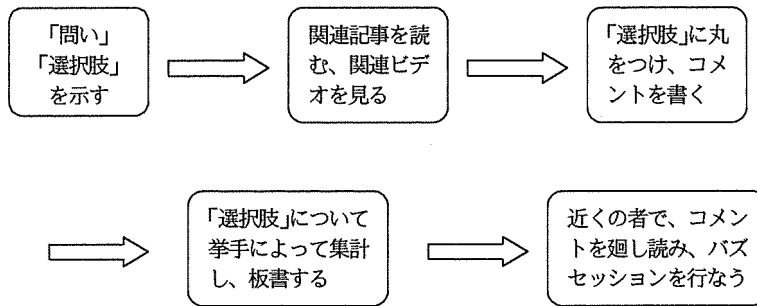 「問い」
「選択肢」
を示す
関連記事を読
む、関連ビデ
オを見る
「選択肢」に丸
をつけ、コメ
ントを書く
「選択肢」について
挙手によって集計
し、板書する
近くの者で、コメン
トを廻し読み、バズ
セッションを行なう